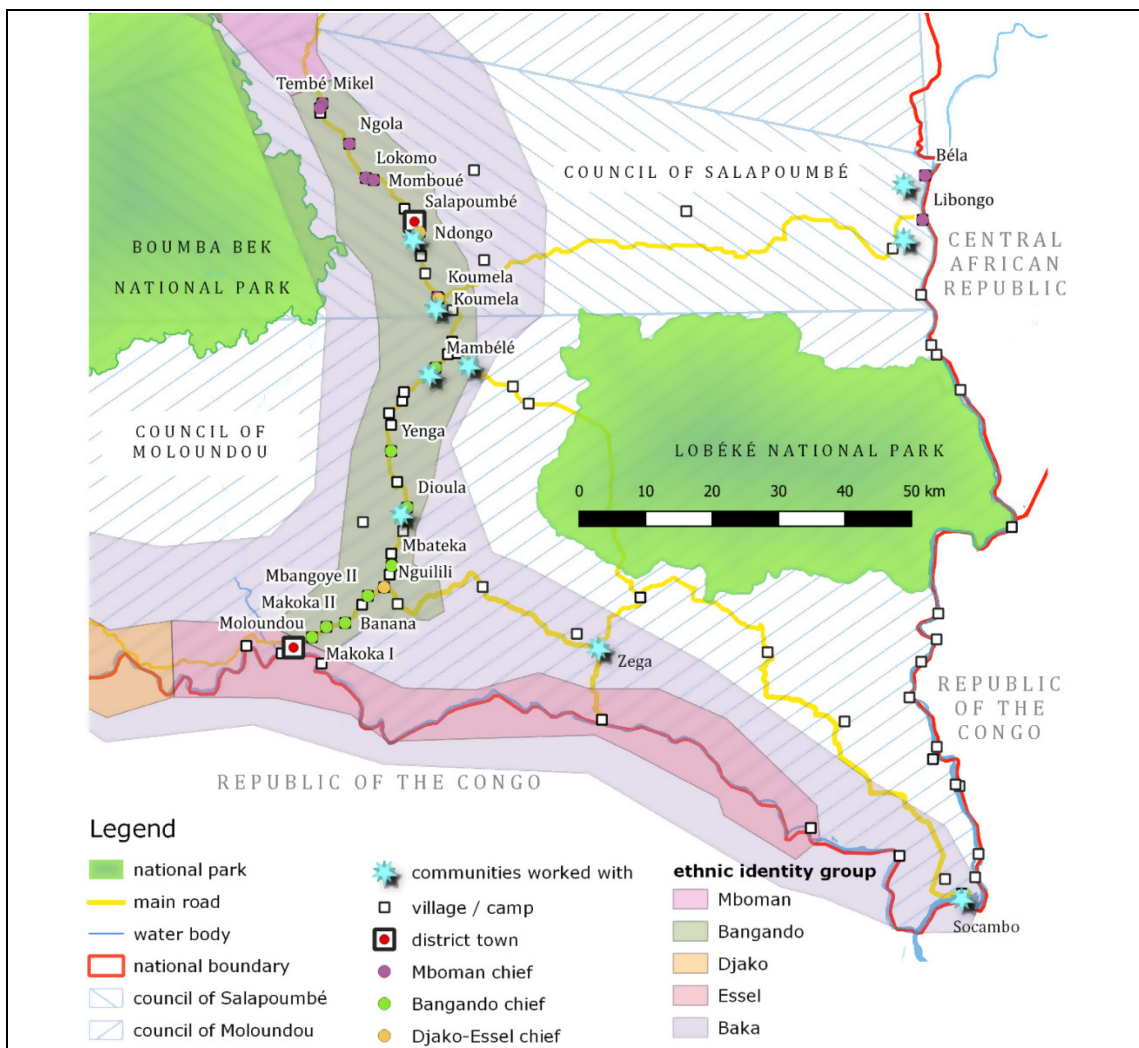 Tembé Mikel
Ngola
Lokomo
Momboué
Salapoumbé
Ndongo
Koumela
Koumela
Mambélé
Yenga
Dioula
Mbateka
Nguilili
Mbangoye II
Makoka II
Banana
Moloundou
Makoka I
Béla
Libongo
Zega
Socambo
COUNCIL OF SALAPOUMBÉ
CENTRAL
AFRICAN
REPUBLIC
BOUMBA BEK
NATIONAL PARK
COUNCIL OF
MOLOUNDOU
LOBÉKÉ NATIONAL PARK
0 10 20 30 40 50 km
REPUBLIC
OF THE
CONGO
REPUBLIC OF THE CONGO
Legend
national park
main road
water body
national boundary
council of Salapoumbé
council of Moloundou
communities worked with
village / camp
district town
Mboman chief
Bangando chief
Djako-Essel chief
ethnic identity group
Mboman
Bangando
Djako
Essel
Baka